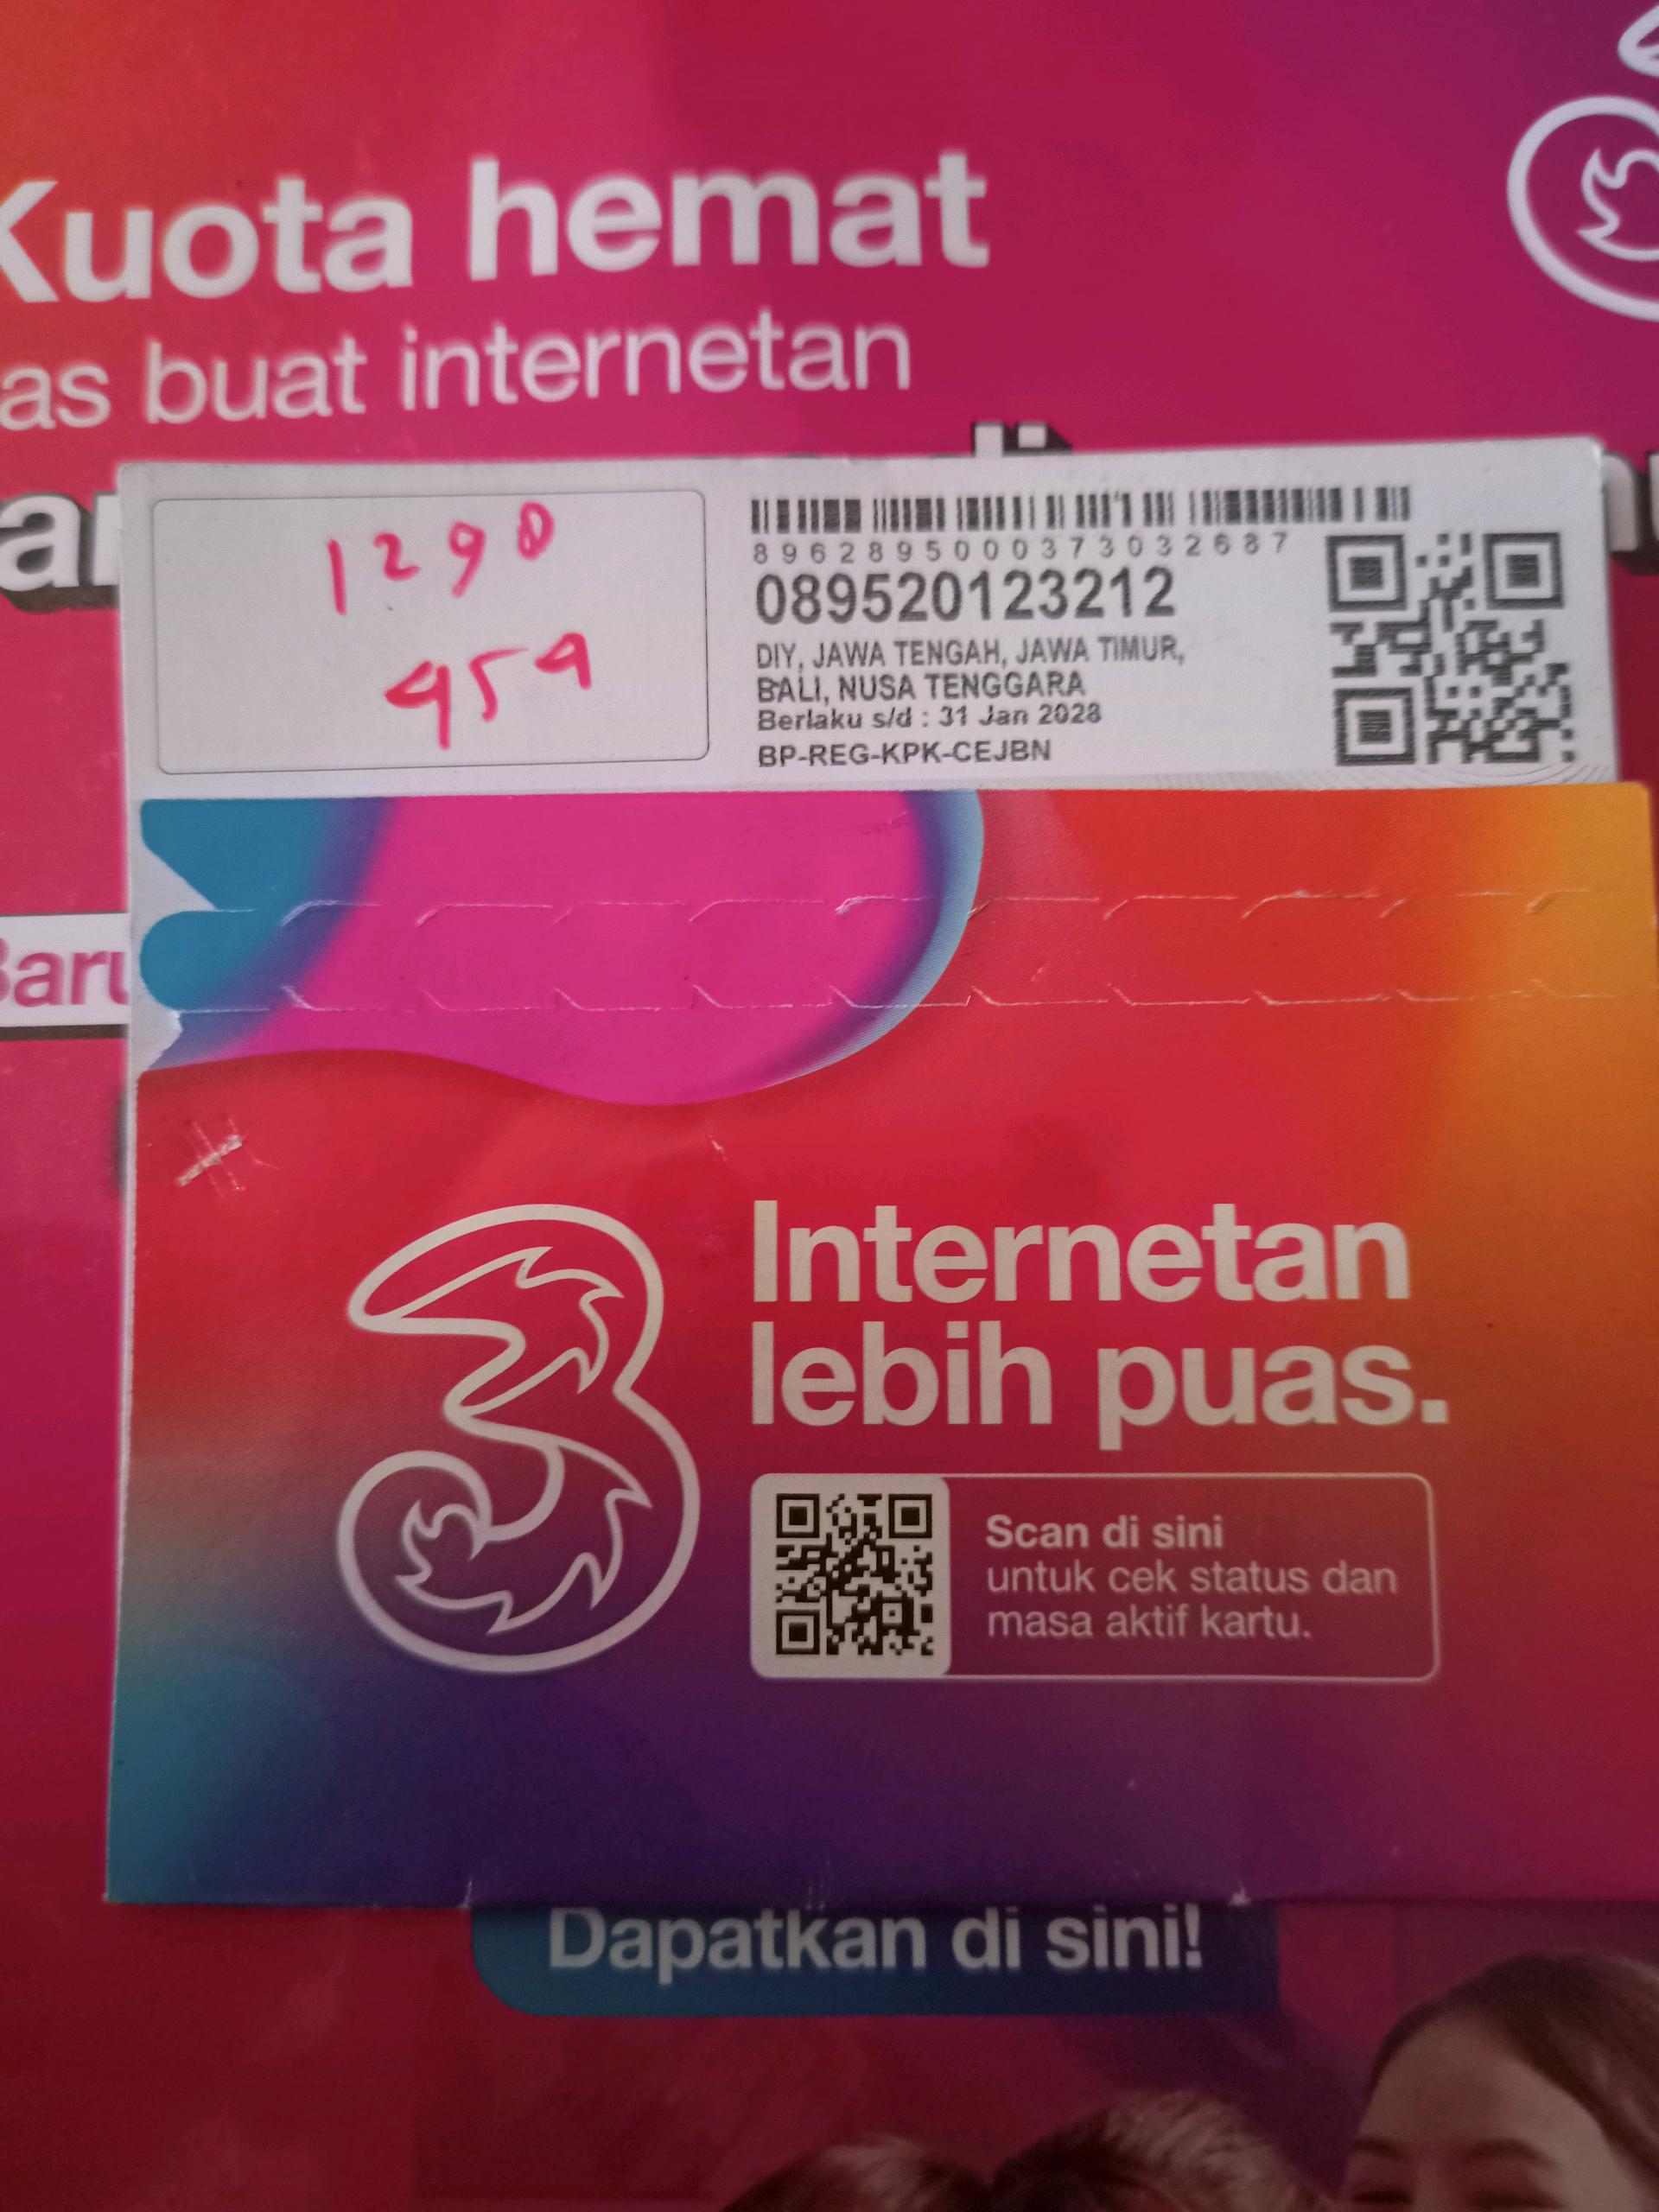 Kuota hemat
as buat internetan
1290
959
8962895000373032687
089520123212
DIY, JAWA TENGAH, JAWA TIMUR,
BALI, NUSA TENGGARA
Berlaku s/d : 31 Jan 2028
BP-REG-KPK-CEJBN
Baru
3
Internetan
lebih puas.
Scan di sini
untuk cek status dan
masa aktif kartu.
Dapatkan di sini!